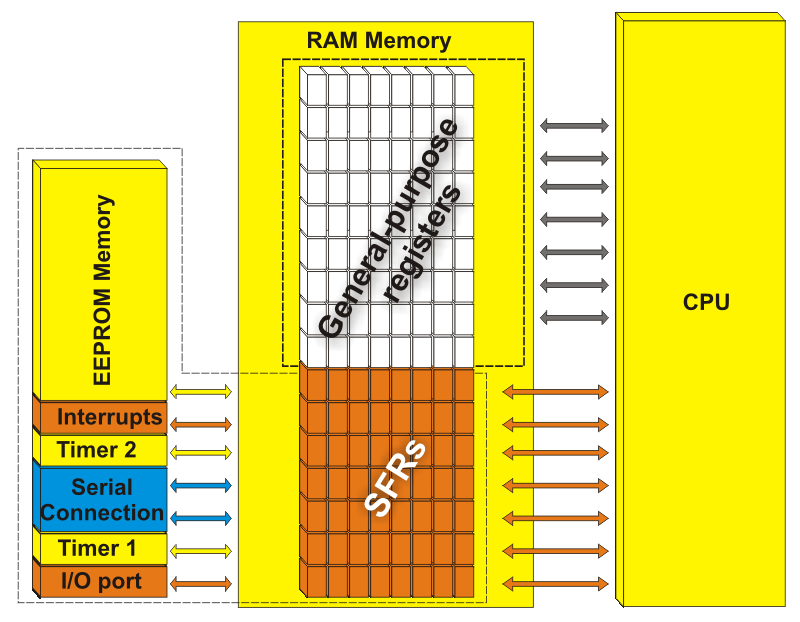 RAM Memory
General-purpose
registers
EEPROM Memory
CPU
Interrupts
Timer 2
Serial
Connection
Timer 1
I/O port
SFRs